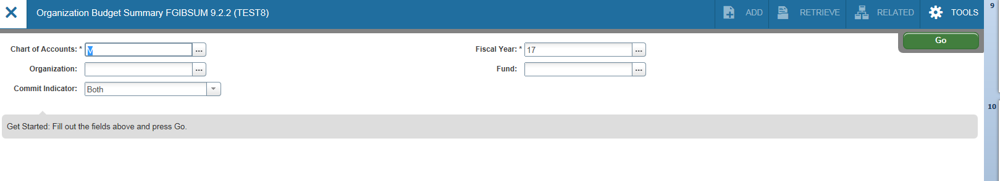 Organization Budget Summary FGIBSUM 9.2.2 (TEST8)
ADD
RETRIEVE
RELATED
TOOLS
9
Chart of Accounts: * M ...
Fiscal Year: * 17 ...
Go
Organization: ...
Fund: ...
Commit Indicator: Both
10
Get Started: Fill out the fields above and press Go.